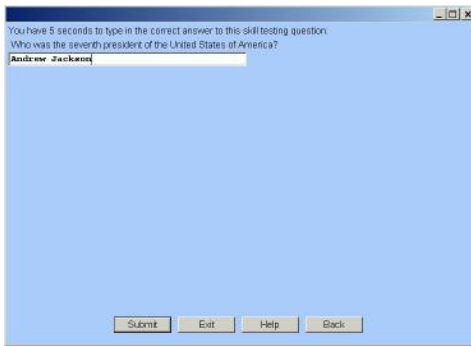 You have 5 seconds to type in the correct answer to this skill testing question:
Who was the seventh president of the United States of America?
Andrew Jackson
Submit Exit Help Back